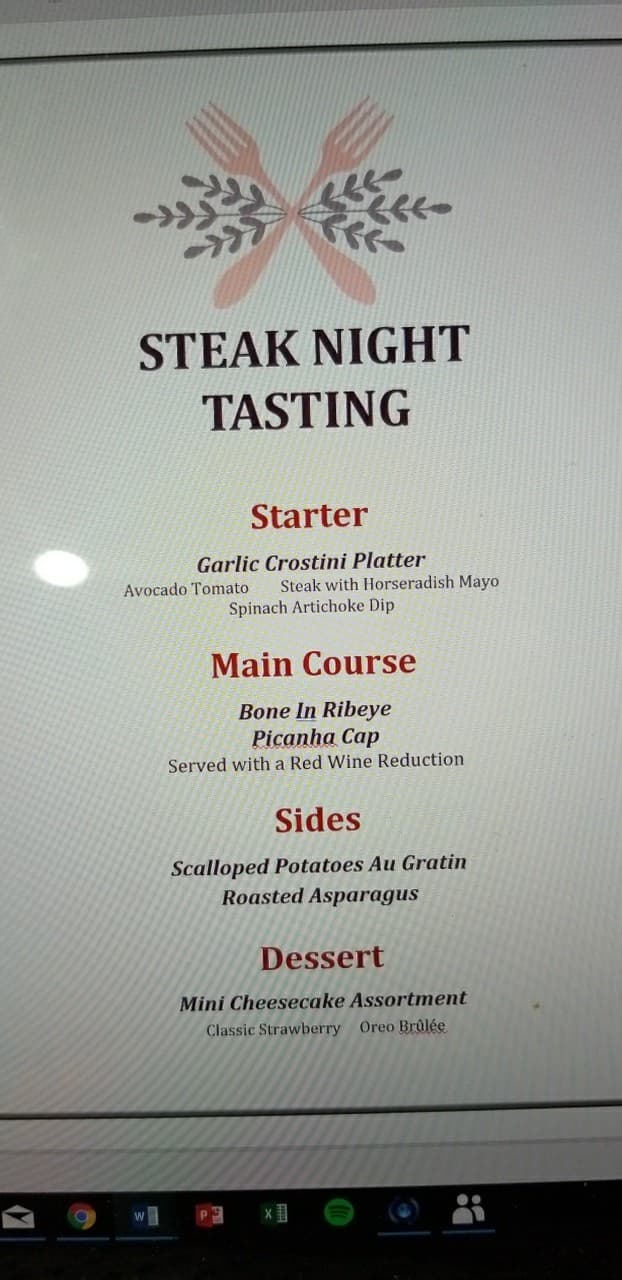 STEAK NIGHT
TASTING
Starter
Garlic Crostini Platter
Avocado Tomato Steak with Horseradish Mayo
Spinach Artichoke Dip
Main Course
Bone In Ribeye
Picanha Cap
Served with a Red Wine Reduction
Sides
Scalloped Potatoes Au Gratin
Roasted Asparagus
Dessert
Mini Cheesecake Assortment
Classic Strawberry Oreo Brûlée
W P X